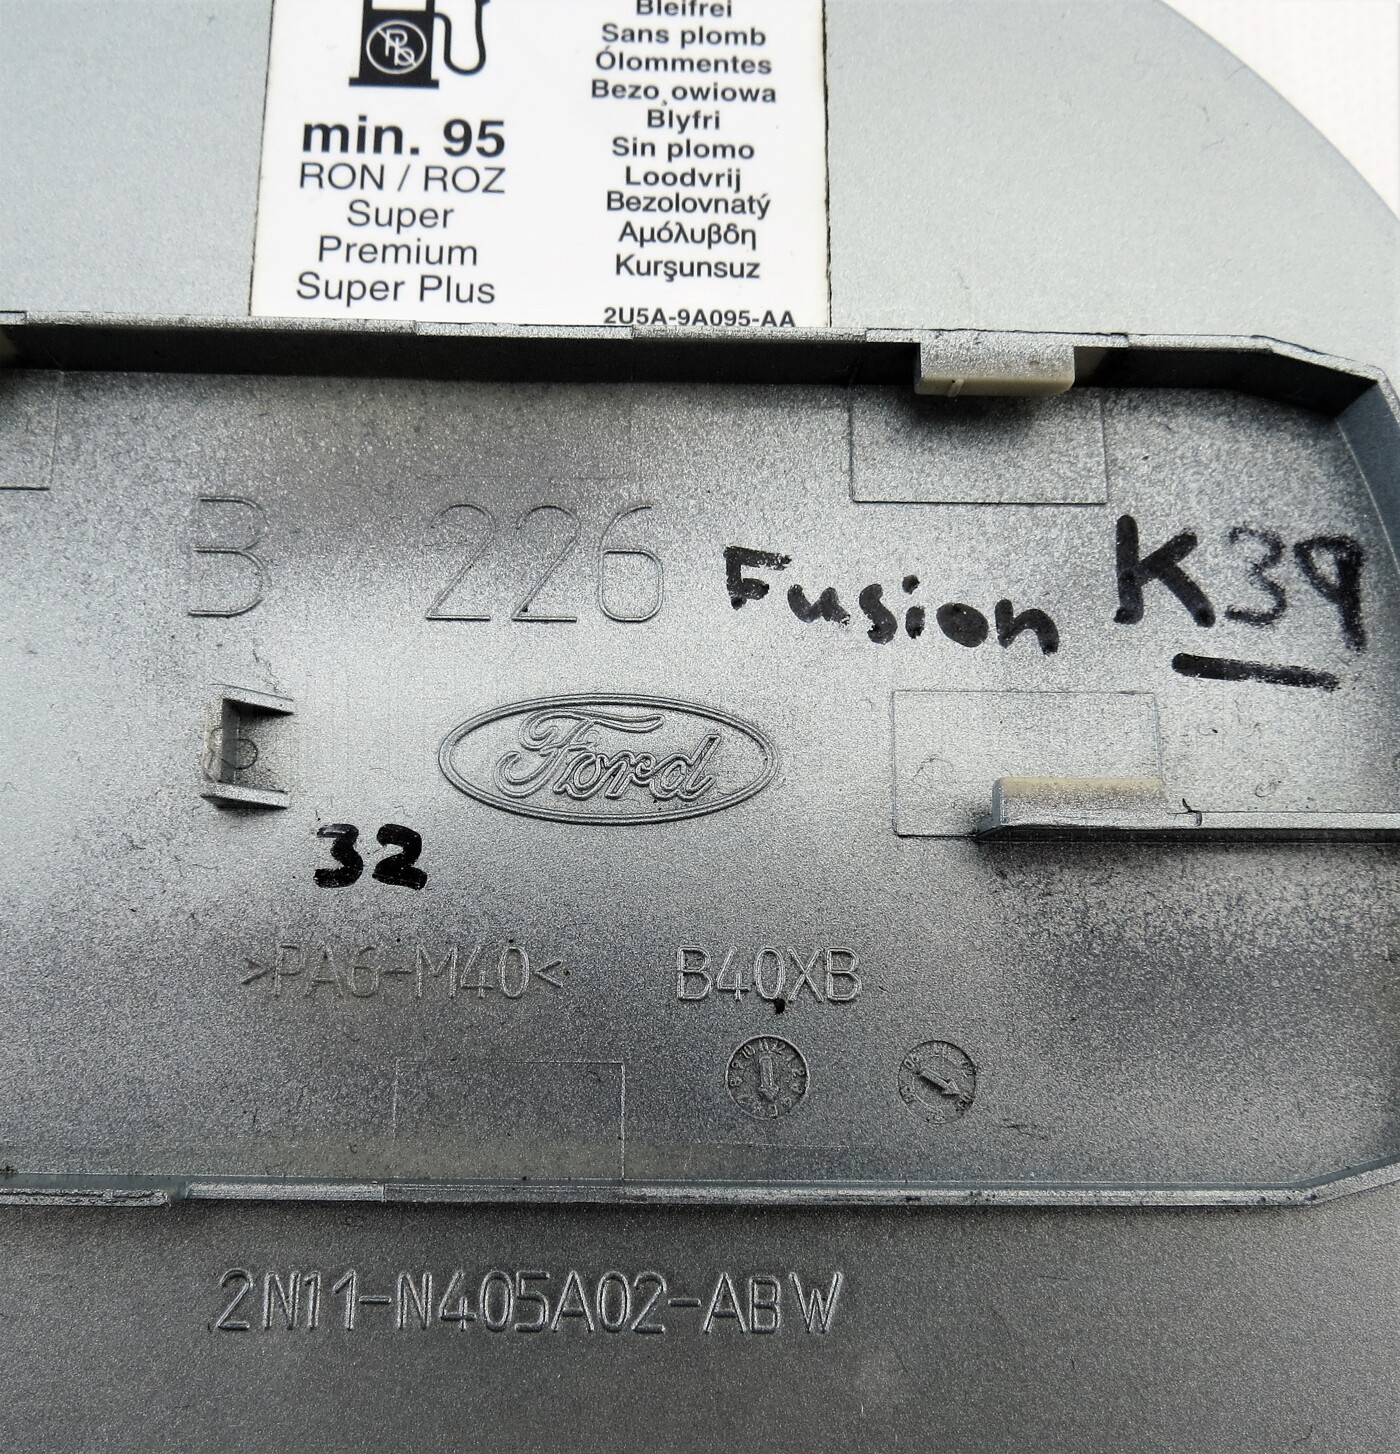 Bleifrei
Sans plomb
Ólommentes
Bezo¸owiowa
Blyfri
Sin plomo
Loodvrij
Bezolovnatý
Αμόλυβδη
Kurşunsuz
2U5A-9A095-AA
Pb
min. 95
RON / ROZ
Super
Premium
Super Plus
B 226
Fusion K39
Ford
32
>PA6-M40< B40XB
2N11-N405A02-ABW